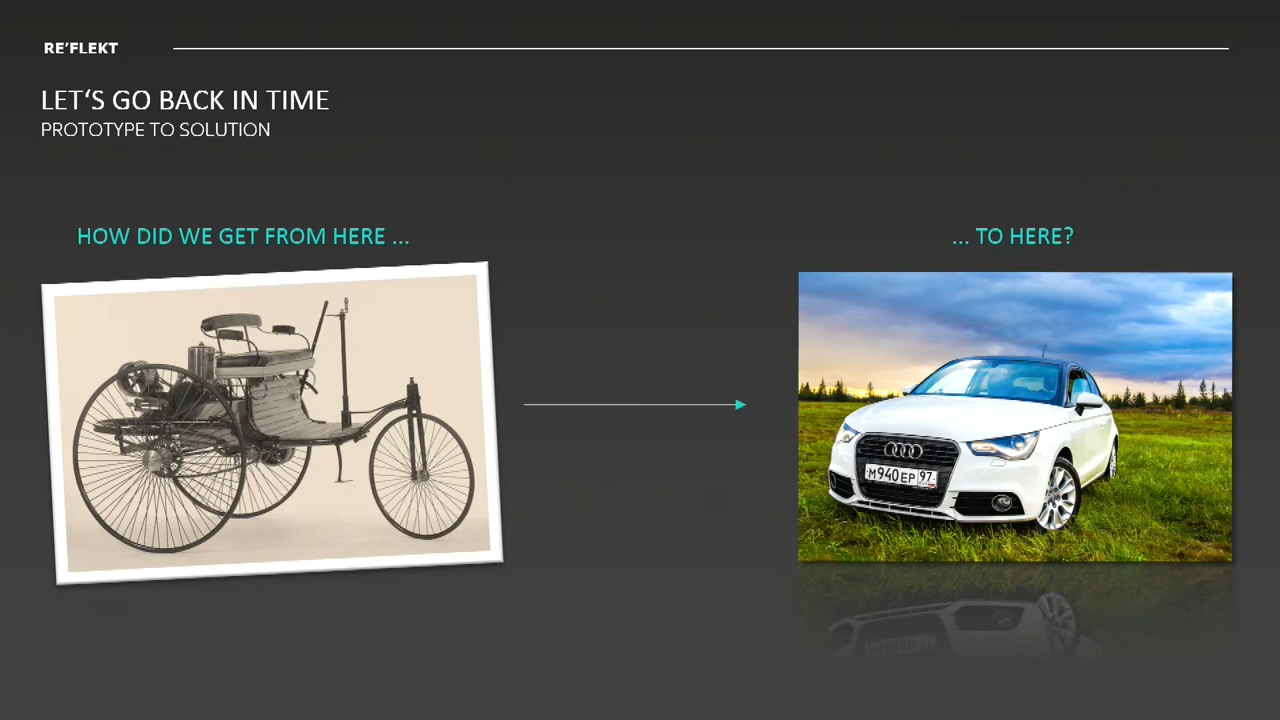 RE'FLEKT
LET'S GO BACK IN TIME
PROTOTYPE TO SOLUTION
HOW DID WE GET FROM HERE ...
... TO HERE?
M940EP 97